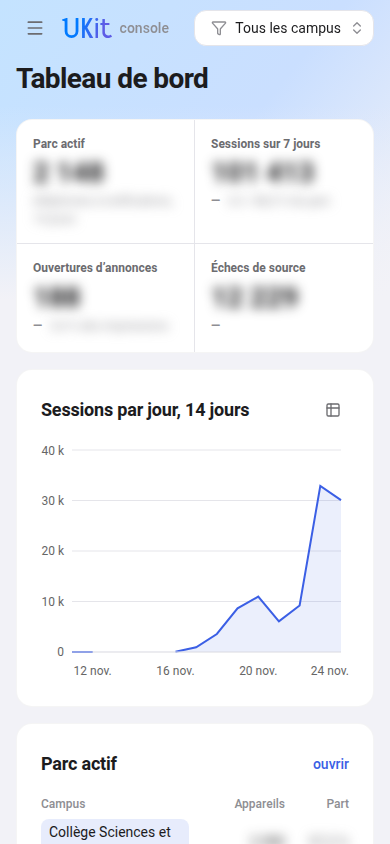 UKit console
Tous les campus
Tableau de bord
Parc actif
Sessions sur 7 jours
Ouvertures d’annonces
Échecs de source
Sessions par jour, 14 jours
40 k
30 k
20 k
10 k
0
12 nov. 16 nov. 20 nov. 24 nov.
Parc actif ouvrir
Campus Appareils Part
Collège Sciences et